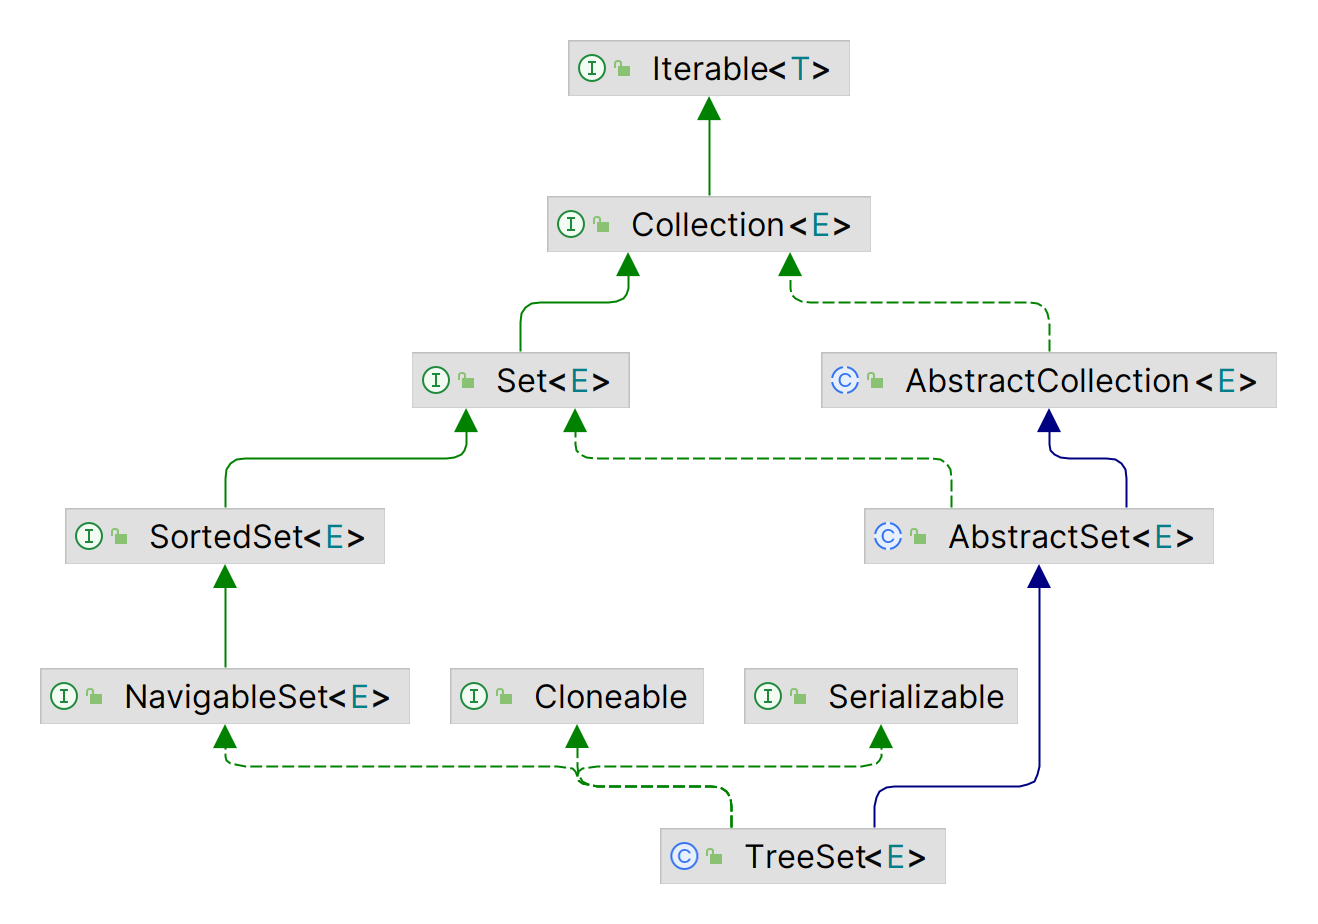 Iterable<T>
Collection<E>
Set<E>
AbstractCollection<E>
SortedSet<E>
AbstractSet<E>
NavigableSet<E>
Cloneable
Serializable
TreeSet<E>